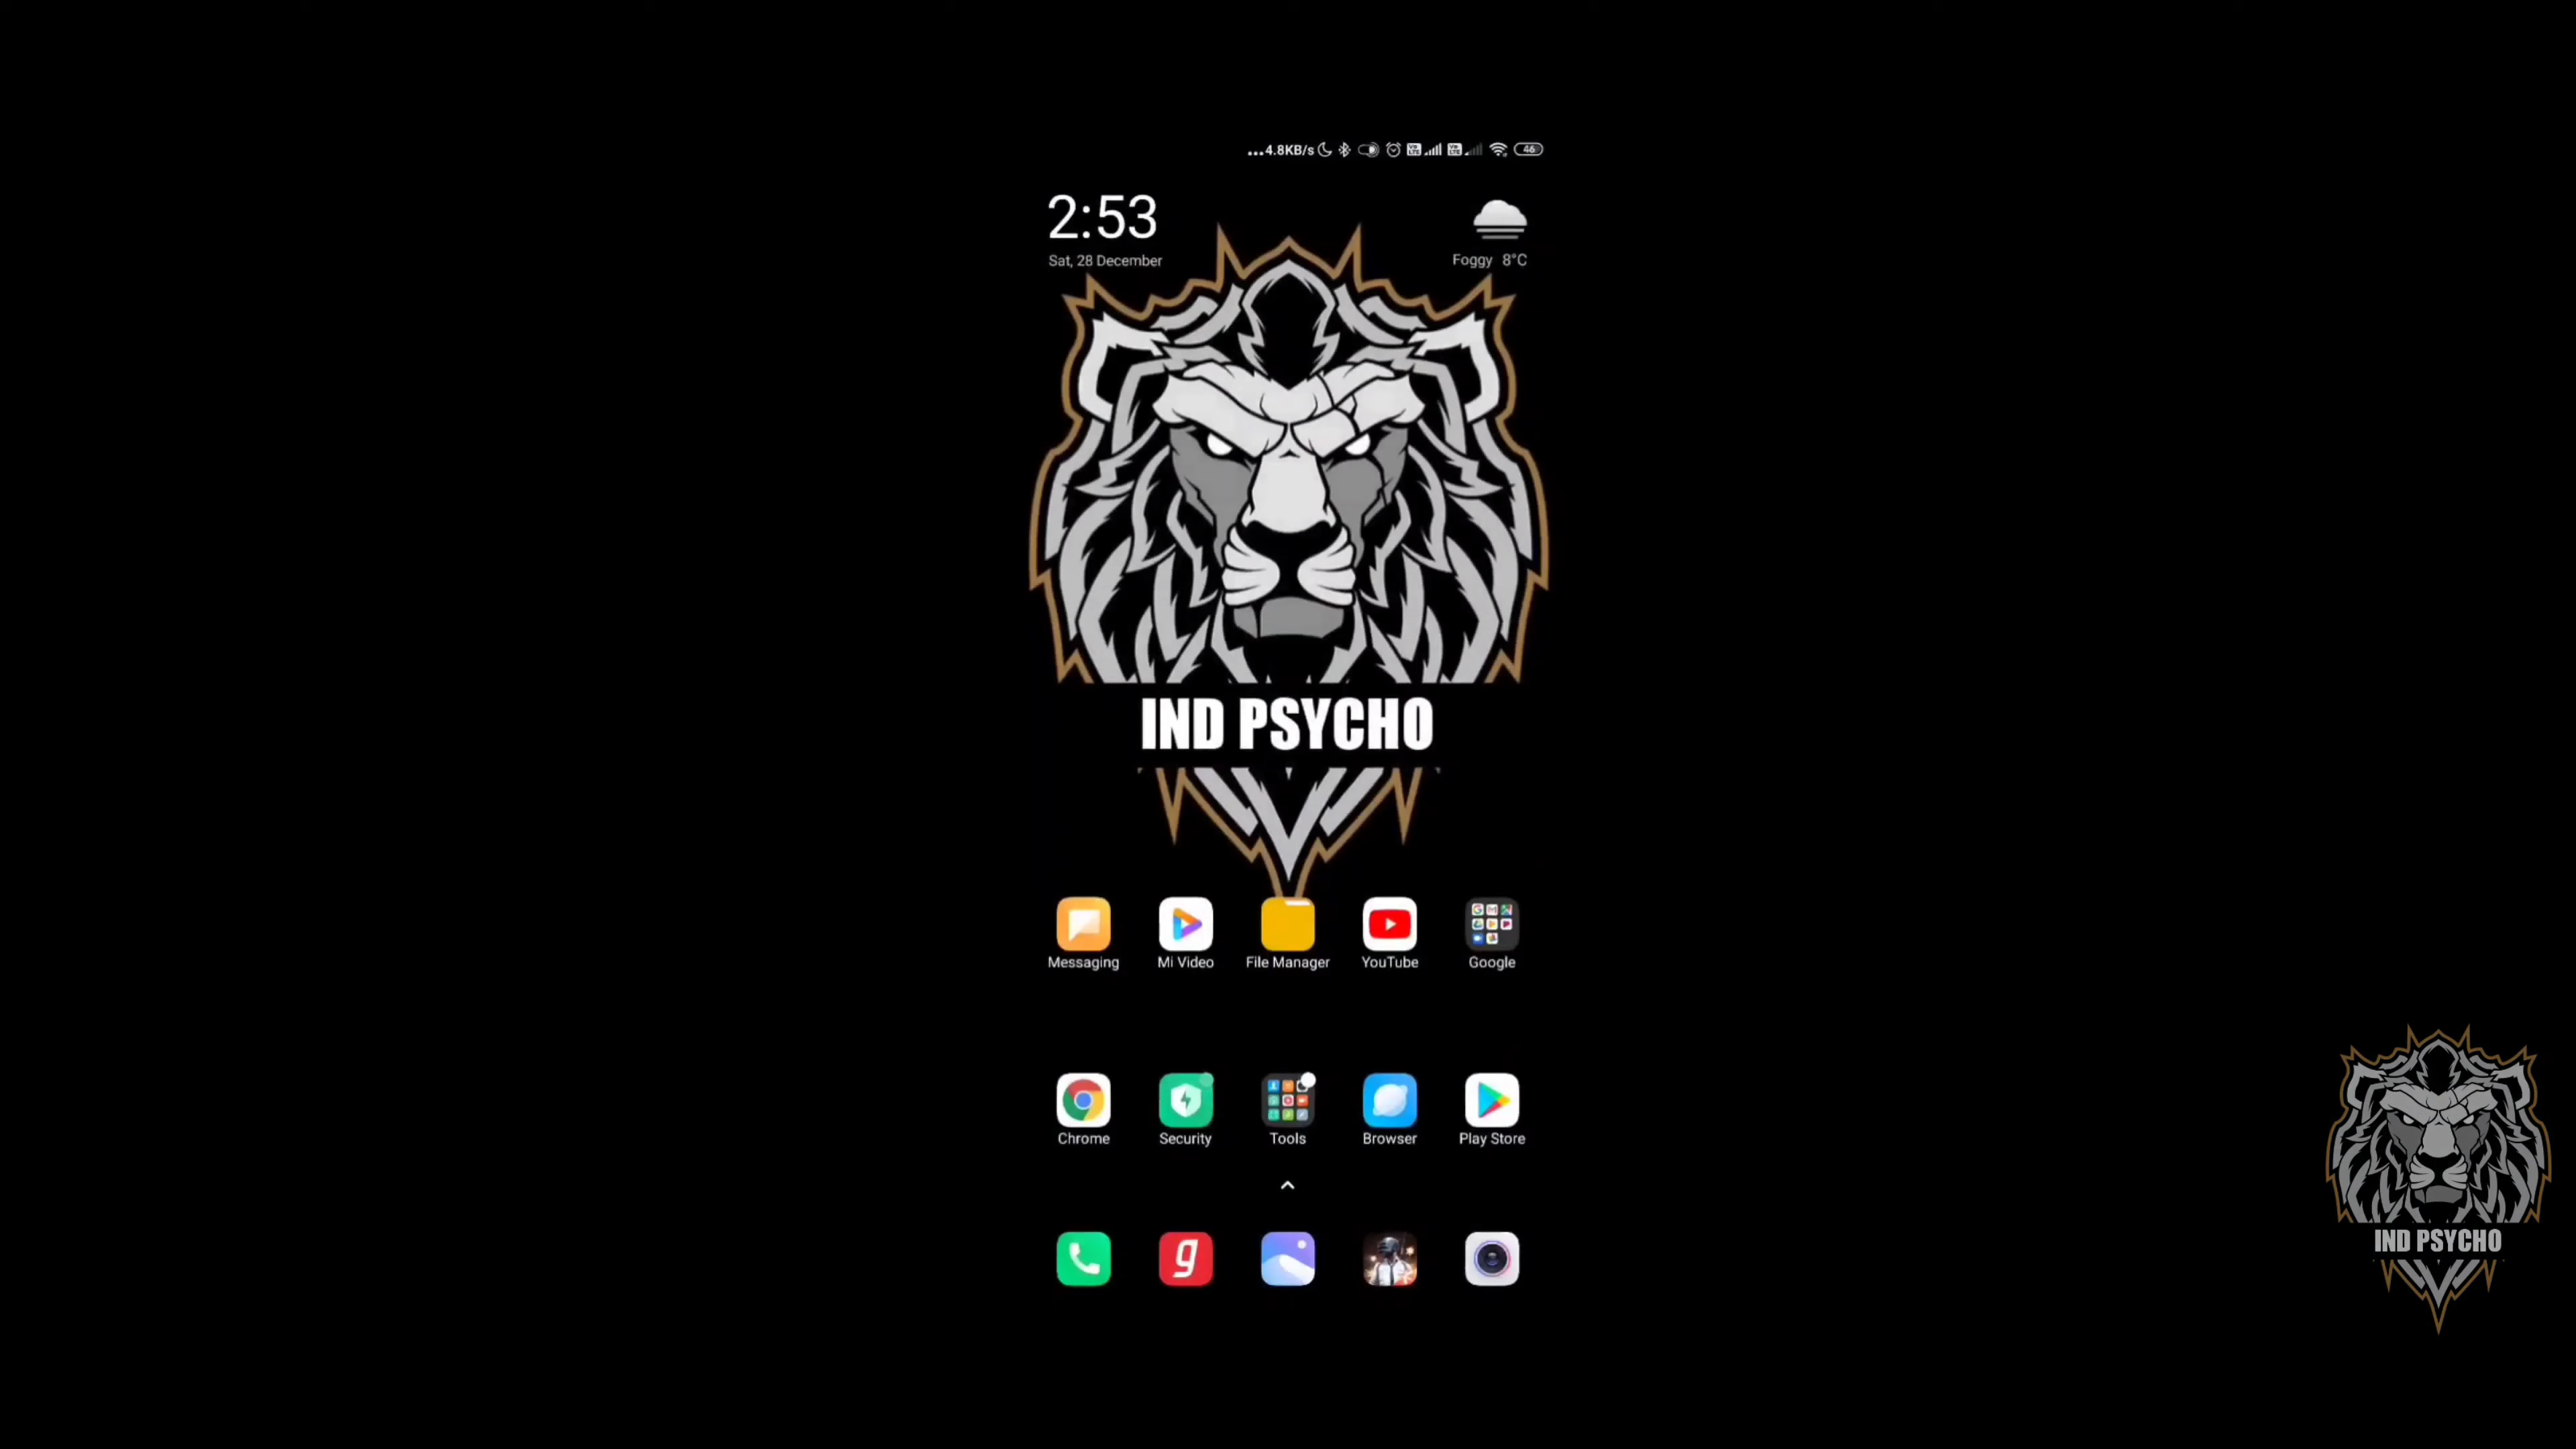 ...4.8KB/s
46
2:53
Sat, 28 December
Foggy 8°C
IND PSYCHO
Messaging
Mi Video
File Manager
YouTube
Google
Chrome
Security
Tools
Browser
Play Store
g
IND PSYCHO